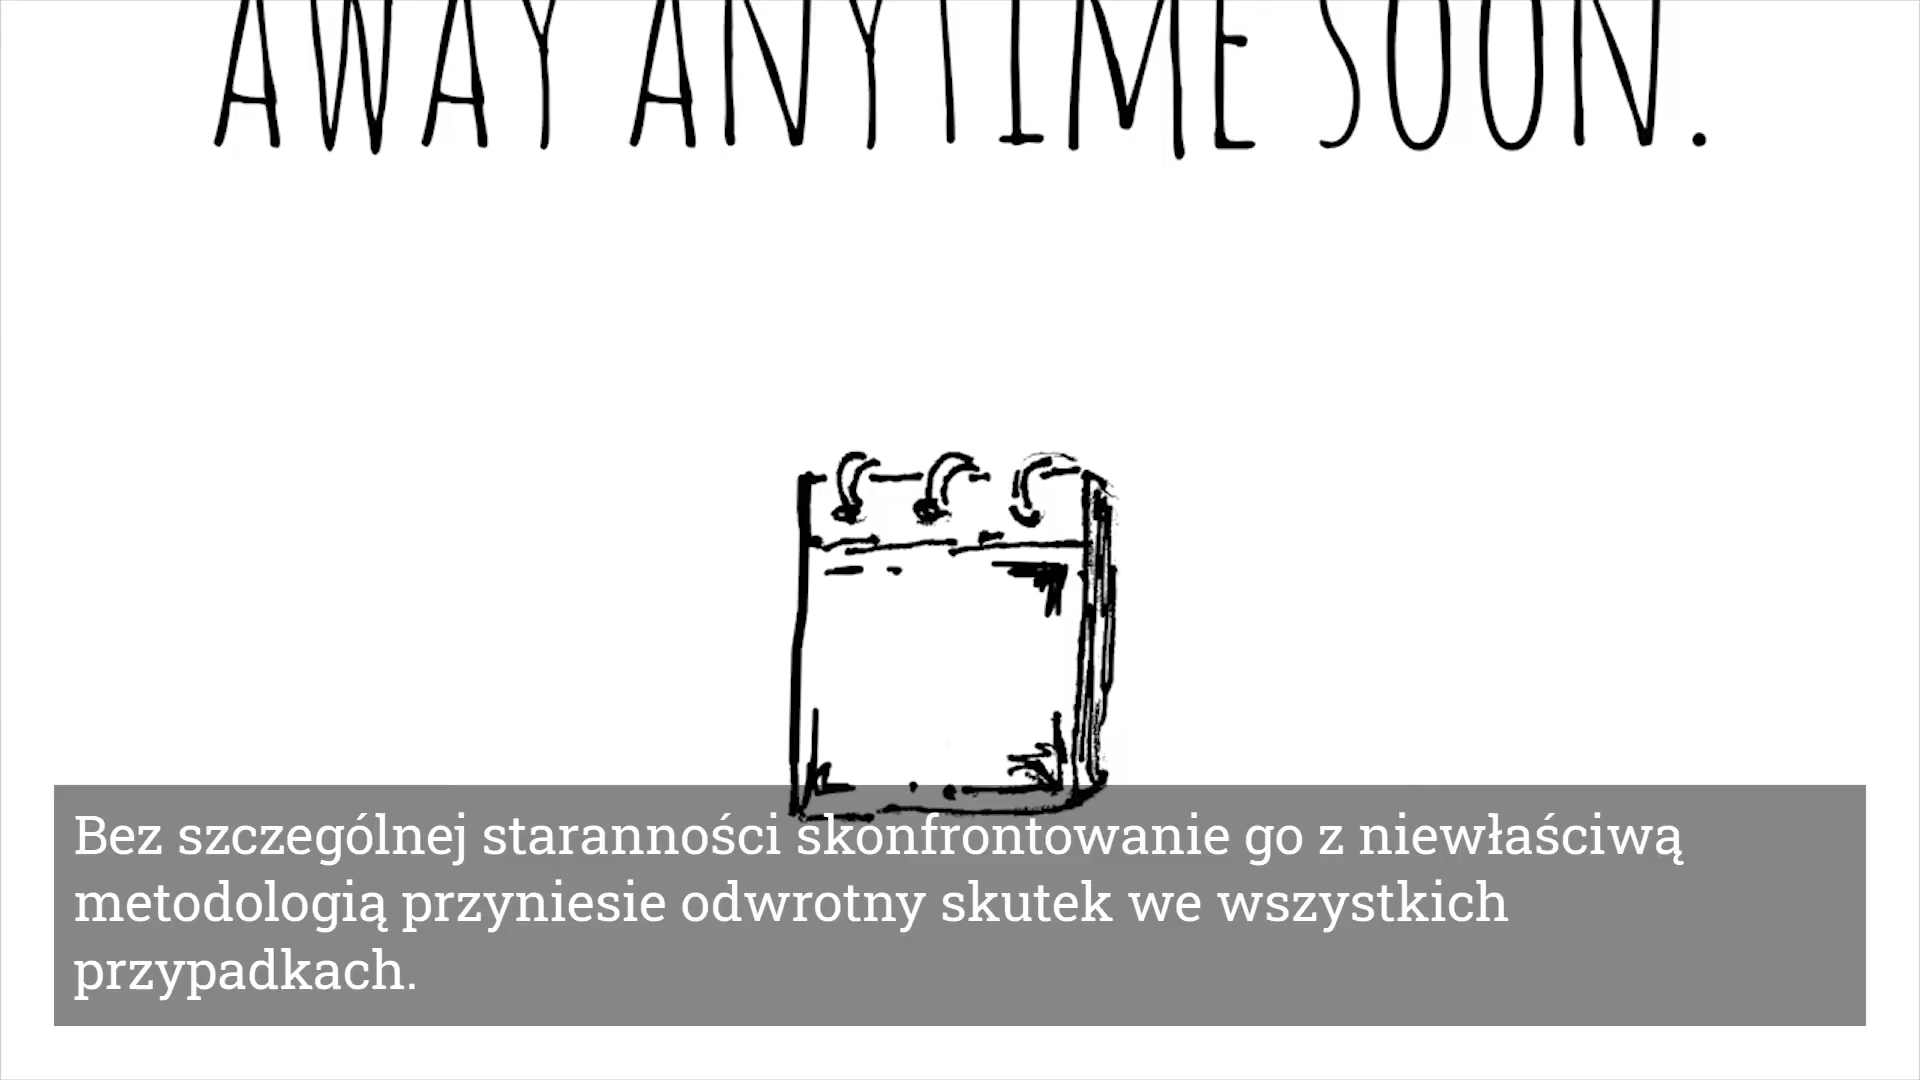 AWAY ANYTIME SOON.
Bez szczególnej staranności skonfrontowanie go z niewłaściwą
metodologią przyniesie odwrotny skutek we wszystkich
przypadkach.